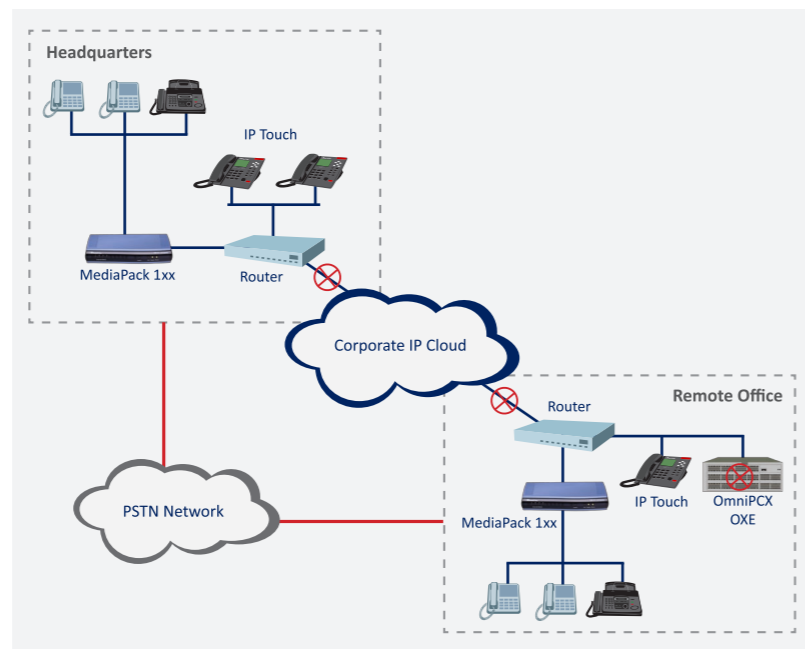 Headquarters
IP Touch
MediaPack 1xx
Router
Corporate IP Cloud
Remote Office
Router
PSTN Network
MediaPack 1xx
IP Touch
OmniPCX
OXE